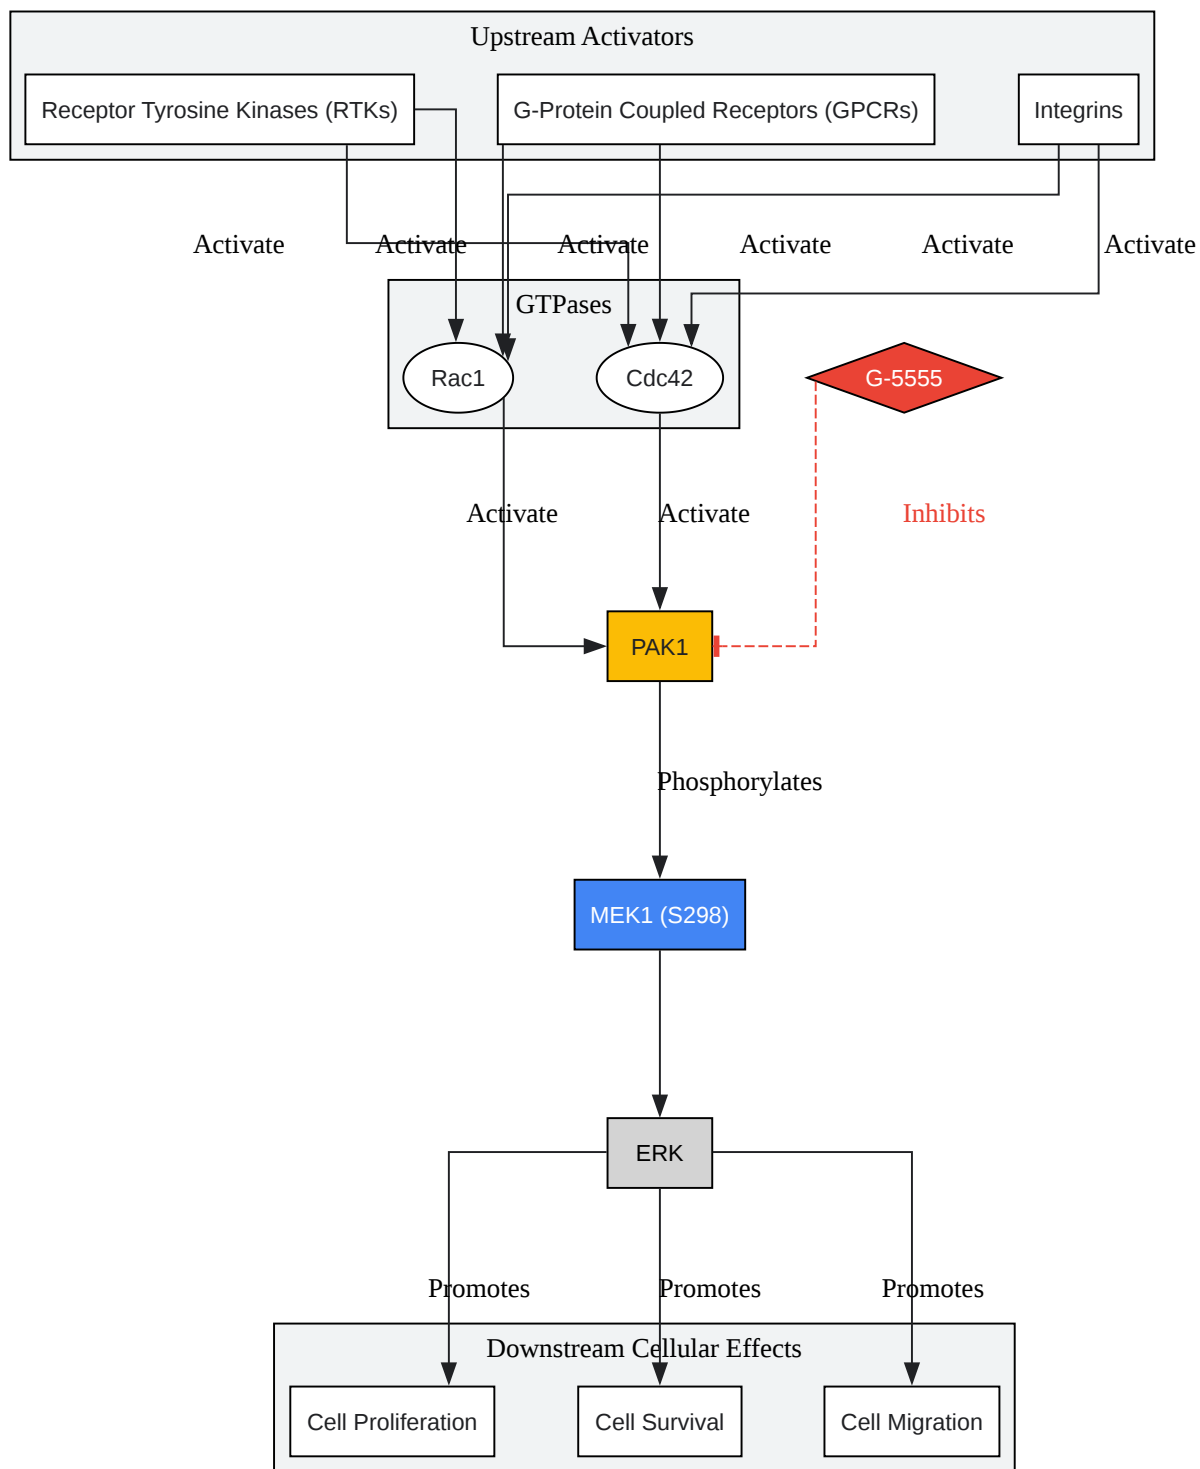 Upstream Activators
Receptor Tyrosine Kinases (RTKs)
G-Protein Coupled Receptors (GPCRs)
Integrins
Activate
Activate
Activate
Activate
Activate
Activate
GTPases
Rac1
Cdc42
G-5555
Activate
Activate
Inhibits
PAK1
Phosphorylates
MEK1 (S298)
ERK
Promotes
Promotes
Promotes
Downstream Cellular Effects
Cell Proliferation
Cell Survival
Cell Migration